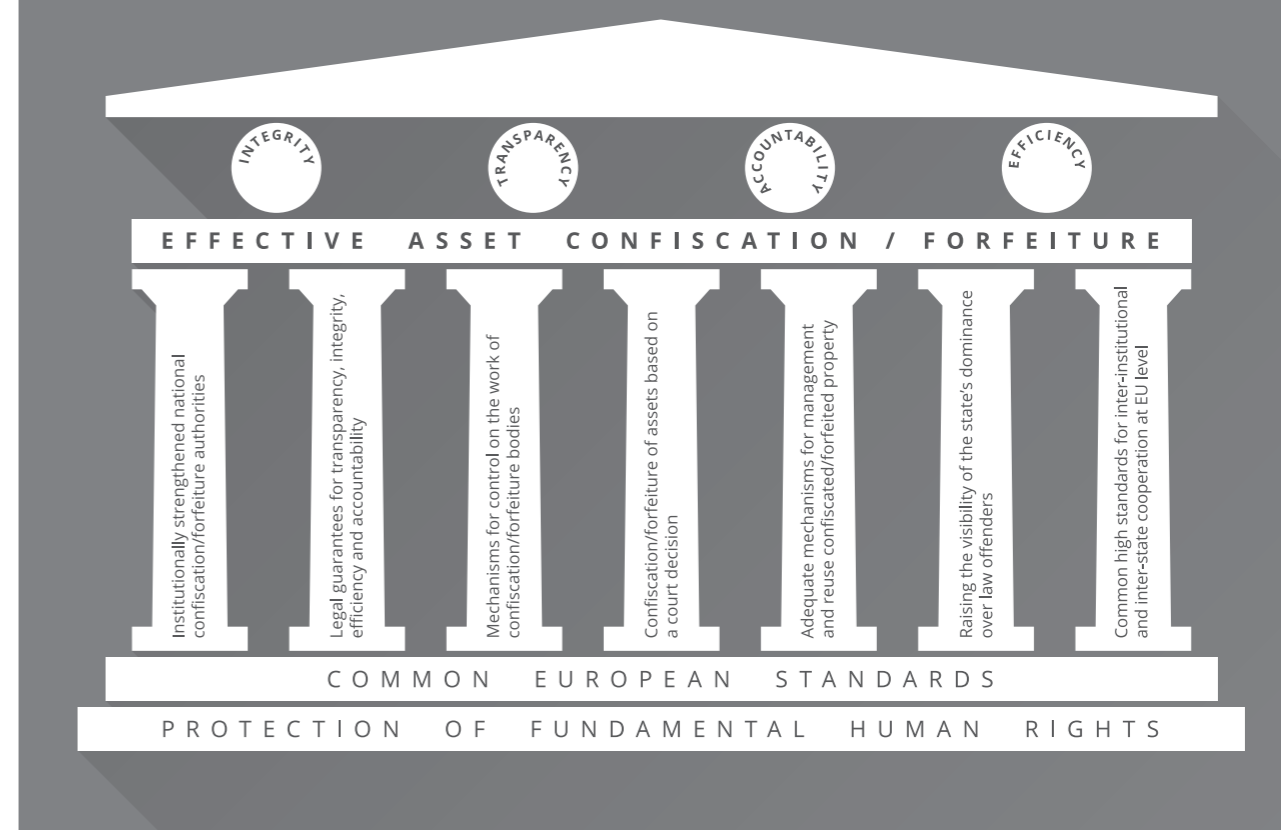 INTEGRITY
TRANSPARENCY
ACCOUNTABILITY
EFFICIENCY
EFFECTIVE ASSET CONFISCATION / FORFEITURE
Institutionally strengthened national
confiscation/forfeiture authorities
Legal guarantees for transparency, integrity,
efficiency and accountability
Mechanisms for control on the work of
confiscation/forfeiture bodies
Confiscation/forfeiture of assets based on
a court decision
Adequate mechanisms for management
and reuse confiscated/forfeited property
Raising the visibility of the state's dominance
over law offenders
Common high standards for inter-institutional
and inter-state cooperation at EU level
COMMON EUROPEAN STANDARDS
PROTECTION OF FUNDAMENTAL HUMAN RIGHTS